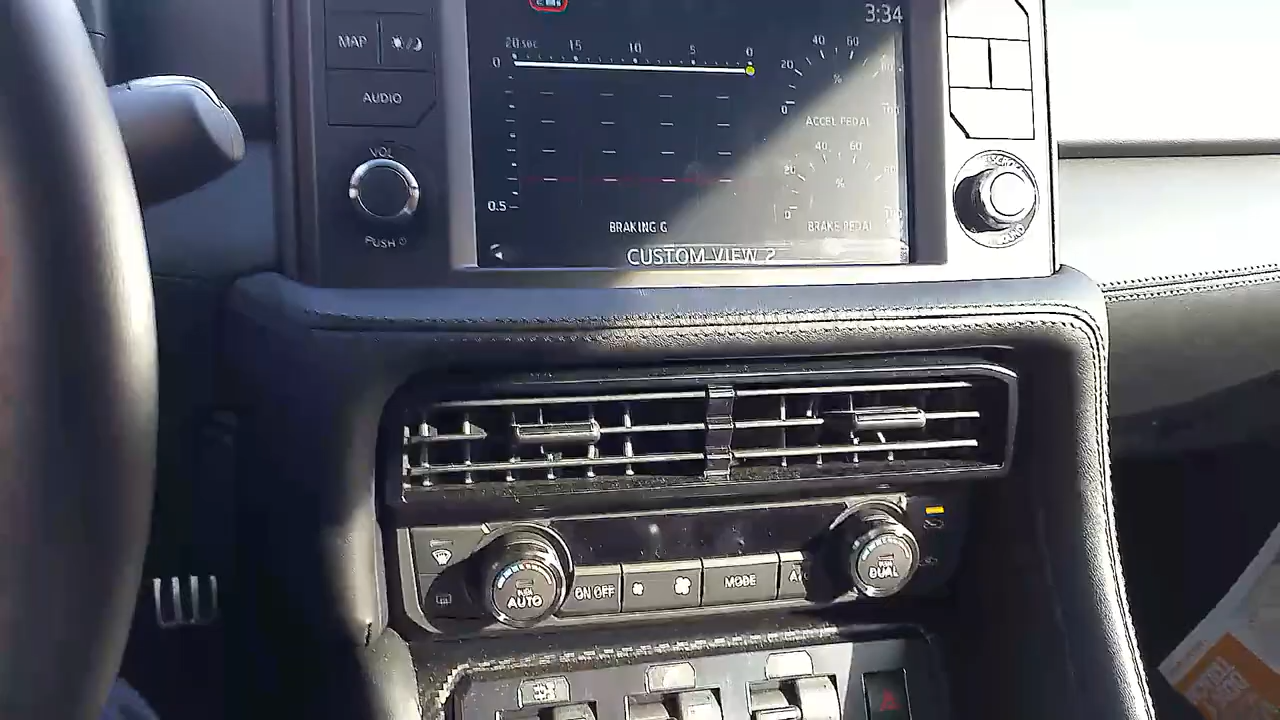 3:34
MAP
AUDIO
VOL
PUSH
20 sec 15 10 5 0
0
0.5
BRAKING G
0 20 40 60 80 100
%
ACCEL PEDAL
0 20 40 60 80 100
%
BRAKE PEDAL
CUSTOM VIEW 2
AUTO
ON OFF
MODE
DUAL